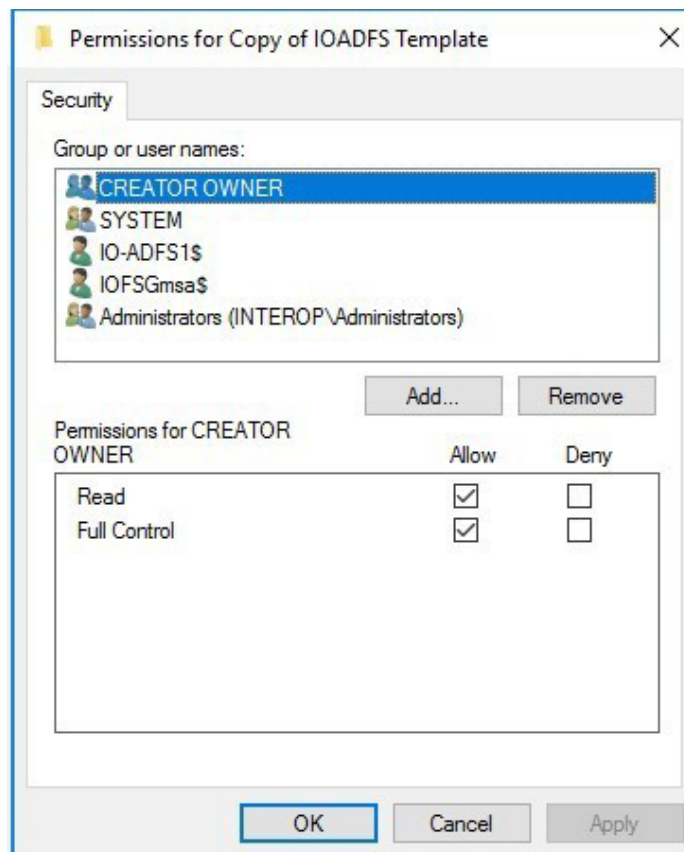 Permissions for Copy of IOADFS Template
Security
Group or user names:
CREATOR OWNER
SYSTEM
IO-ADFS1$
IOFSGmsa$
Administrators (INTEROP\Administrators)
Add...
Remove
Permissions for CREATOR
OWNER
Allow
Deny
Read
Full Control
OK
Cancel
Apply